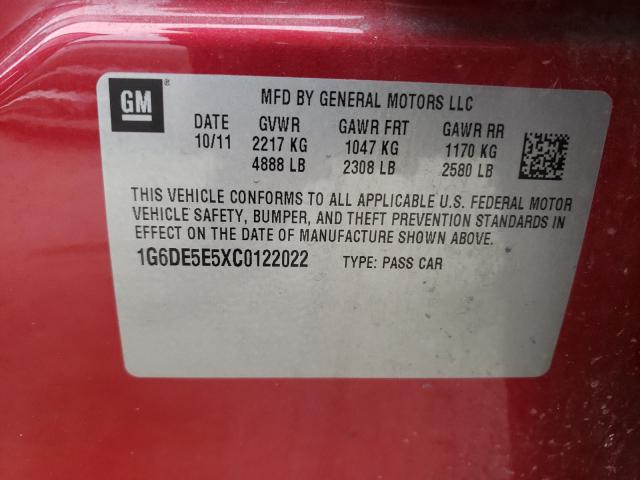 GM®
MFD BY GENERAL MOTORS LLC
DATE GVWR GAWR FRT GAWR RR
10/11 2217 KG 1047 KG 1170 KG
4888 LB 2308 LB 2580 LB
THIS VEHICLE CONFORMS TO ALL APPLICABLE U.S. FEDERAL MOTOR
VEHICLE SAFETY, BUMPER, AND THEFT PREVENTION STANDARDS IN
EFFECT ON THE DATE OF MANUFACTURE SHOWN ABOVE.
1G6DE5E5XC0122022 TYPE: PASS CAR